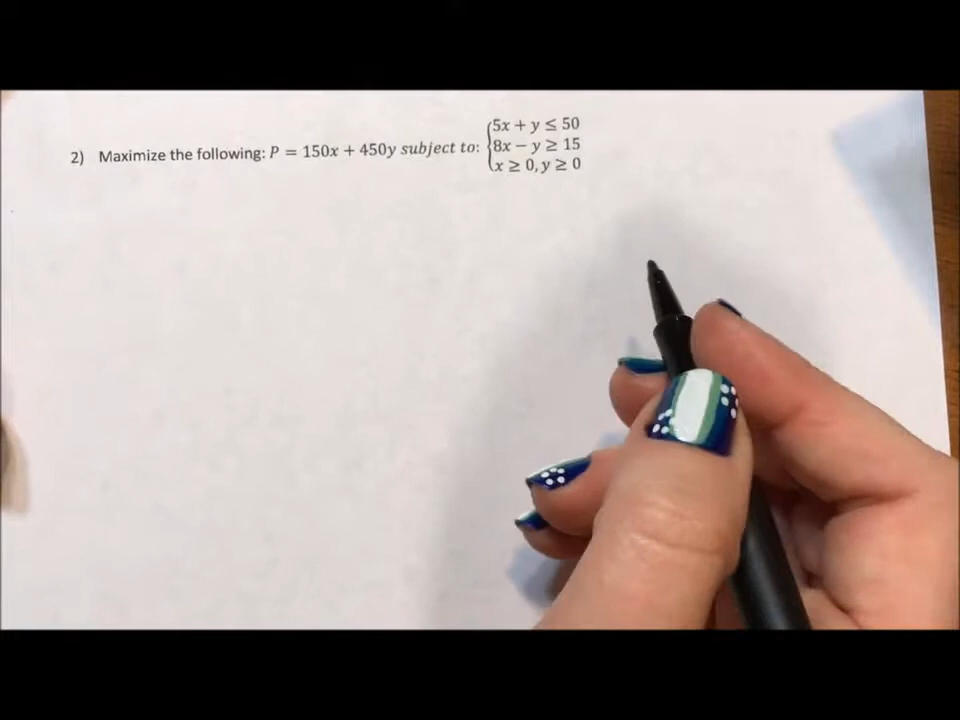 2) Maximize the following: P = 150x + 450y subject to: {5x + y ≤ 50
8x − y ≥ 15
x ≥ 0, y ≥ 0